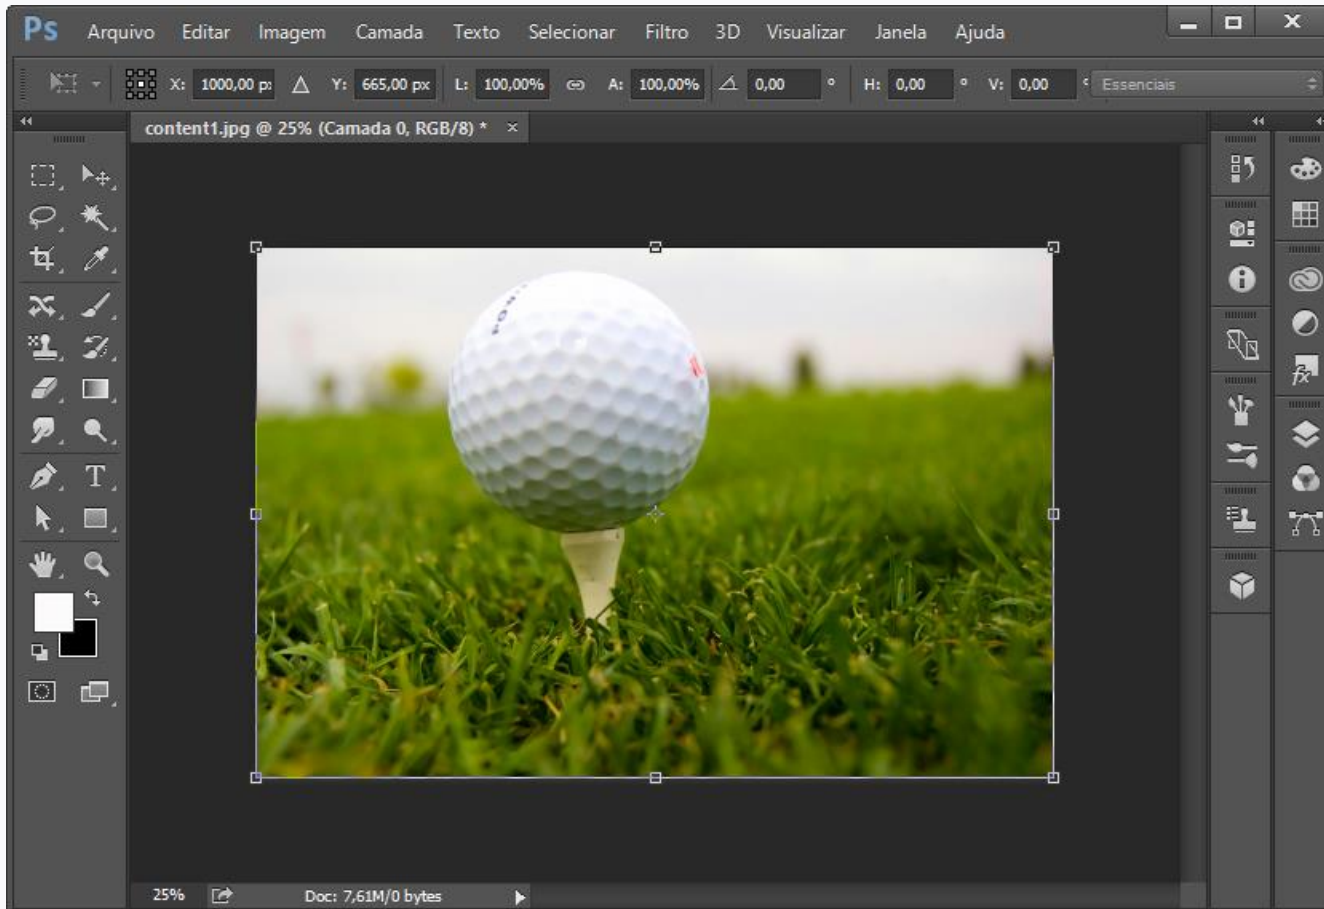 Ps Arquivo Editar Imagem Camada Texto Selecionar Filtro 3D Visualizar Janela Ajuda
X: 1000,00 p: Y: 665,00 px L: 100,00% A: 100,00% 0,00 ° H: 0,00 ° V: 0,00 Essenciais
content1.jpg @ 25% (Camada 0, RGB/8) * ×
T
fx
25% Doc: 7,61M/0 bytes